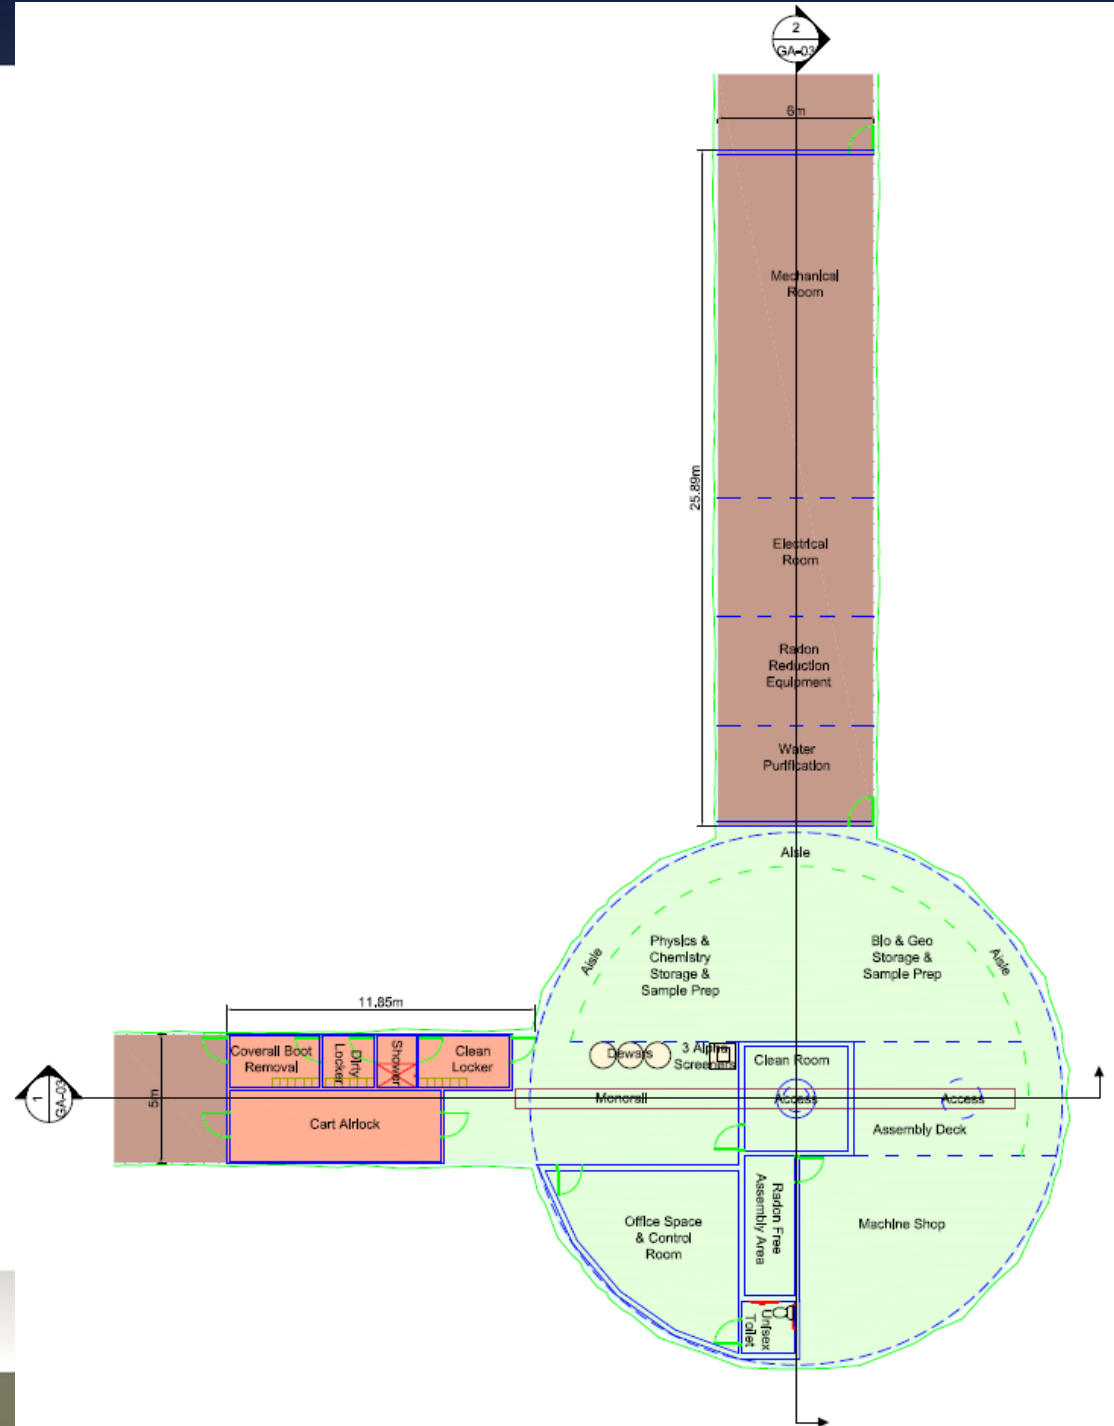 2
GA-03
6m
Mechanical
Room
25.89m
Electrical
Room
Radon
Reduction
Equipment
Water
Purification
Aisle
Aisle
Physics &
Chemistry
Storage &
Sample Prep
Bio & Geo
Storage &
Sample Prep
Aisle
11.85m
Coverall Boot
Removal
Dirty
Locker
Shower
Clean
Locker
Dewars
3 Alpha
Screeners
Clean Room
1
GA-03
5m
Monorail
Access
Access
Cart Airlock
Assembly Deck
Office Space
& Control
Room
Radon Free
Assembly Area
Machine Shop
Unisex
Toilet